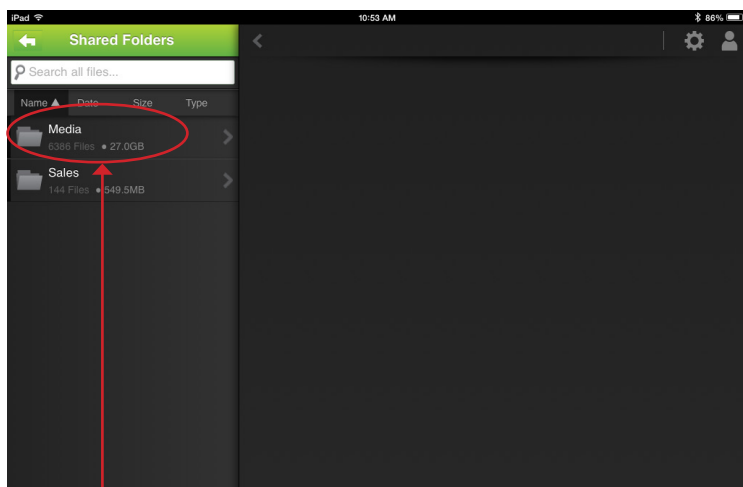 iPad 10:53 AM 86%
Shared Folders
Search all files...
Name Date Size Type
Media
6386 Files • 27.0GB
Sales
144 Files • 549.5MB